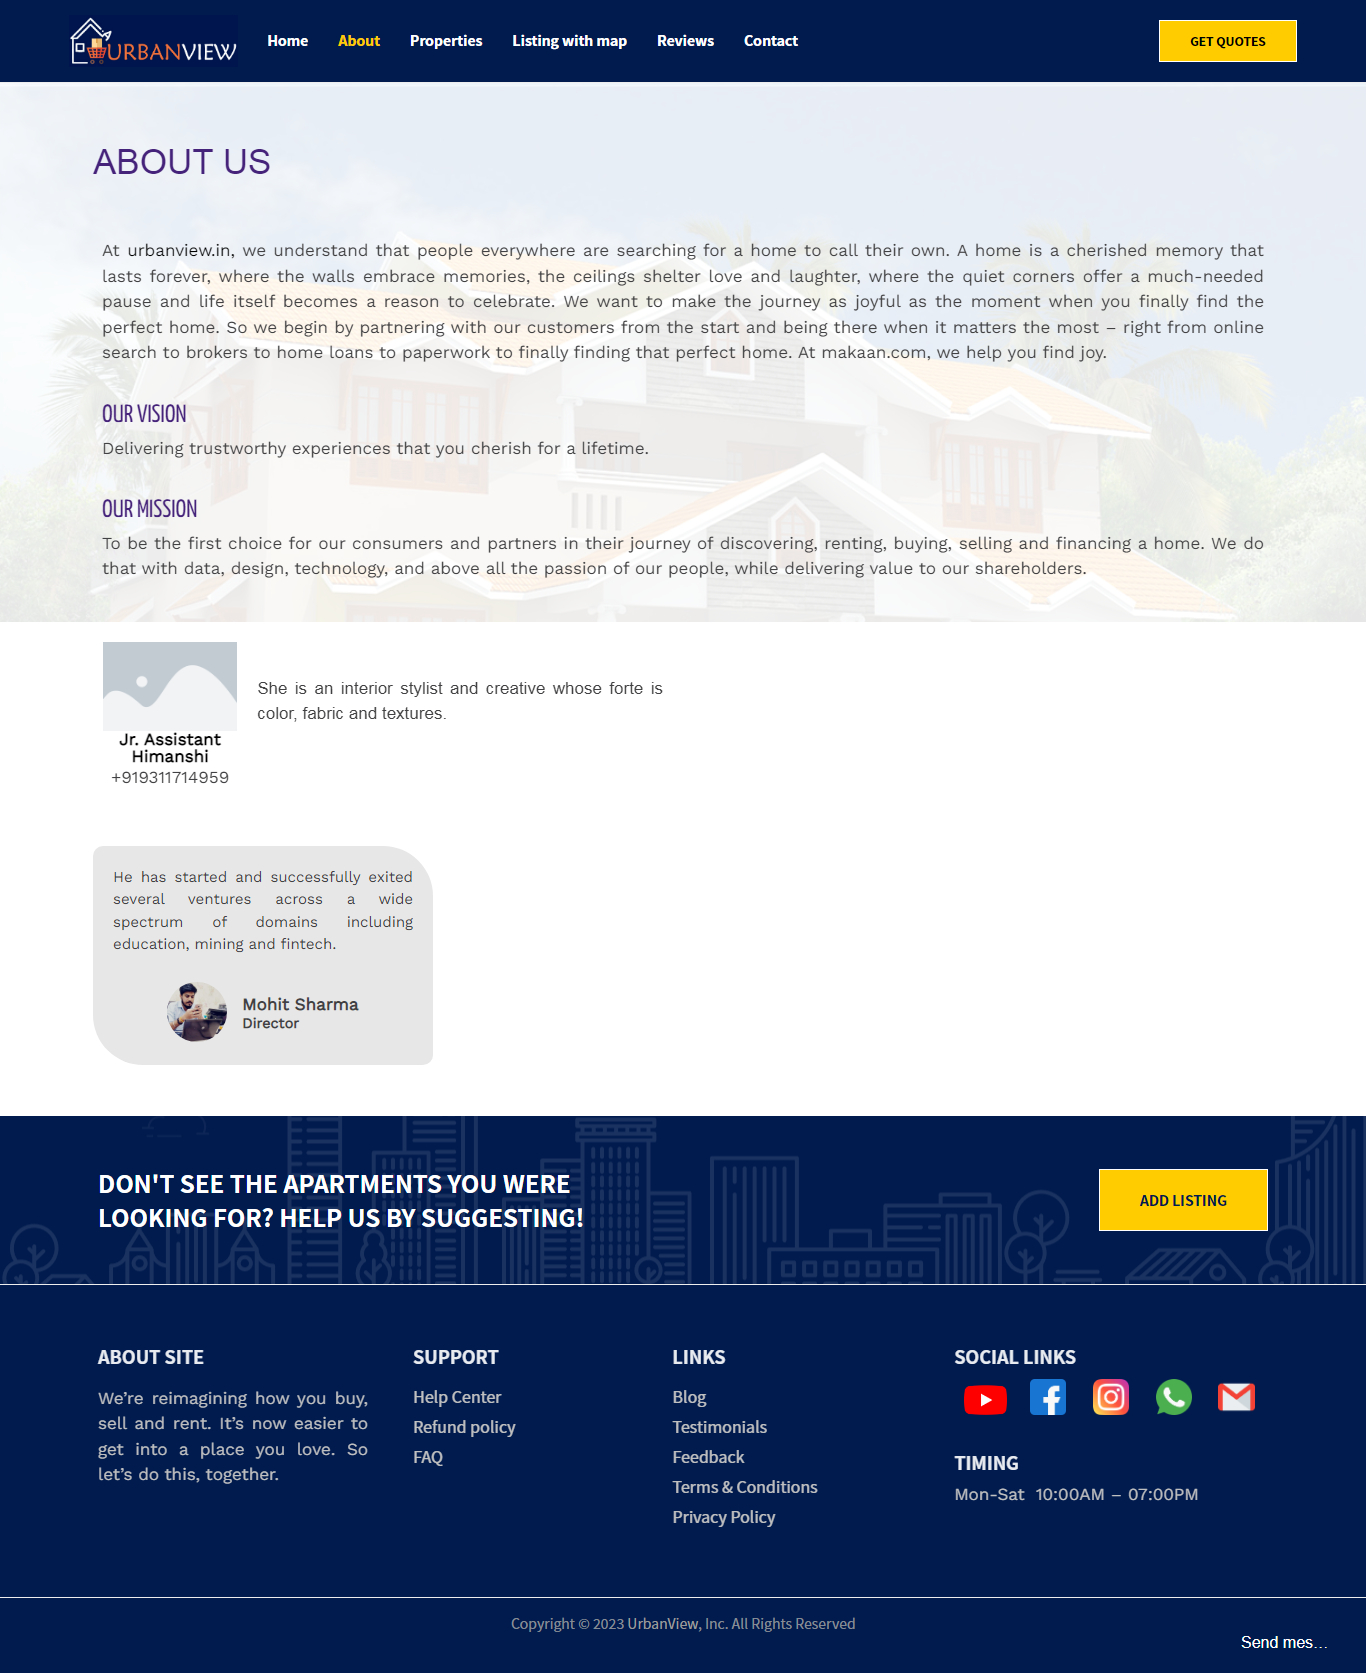 URBANVIEW
Home
About
Properties
Listing with map
Reviews
Contact
GET QUOTES
ABOUT US
At urbanview.in, we understand that people everywhere are searching for a home to call their own. A home is a cherished memory that
lasts forever, where the walls embrace memories, the ceilings shelter love and laughter, where the quiet corners offer a much-needed
pause and life itself becomes a reason to celebrate. We want to make the journey as joyful as the moment when you finally find the
perfect home. So we begin by partnering with our customers from the start and being there when it matters the most – right from online
search to brokers to home loans to paperwork to finally finding that perfect home. At makaan.com, we help you find joy.
OUR VISION
Delivering trustworthy experiences that you cherish for a lifetime.
OUR MISSION
To be the first choice for our consumers and partners in their journey of discovering, renting, buying, selling and financing a home. We do
that with data, design, technology, and above all the passion of our people, while delivering value to our shareholders.
Jr. Assistant
Himanshi
+919311714959
She is an interior stylist and creative whose forte is
color, fabric and textures.
He has started and successfully exited
several ventures across a wide
spectrum of domains including
education, mining and fintech.
Mohit Sharma
Director
DON'T SEE THE APARTMENTS YOU WERE
LOOKING FOR? HELP US BY SUGGESTING!
ADD LISTING
ABOUT SITE
We're reimagining how you buy,
sell and rent. It's now easier to
get into a place you love. So
let's do this, together.
SUPPORT
Help Center
Refund policy
FAQ
LINKS
Blog
Testimonials
Feedback
Terms & Conditions
Privacy Policy
SOCIAL LINKS
TIMING
Mon-Sat 10:00AM – 07:00PM
Copyright © 2023 UrbanView, Inc. All Rights Reserved
Send mes...